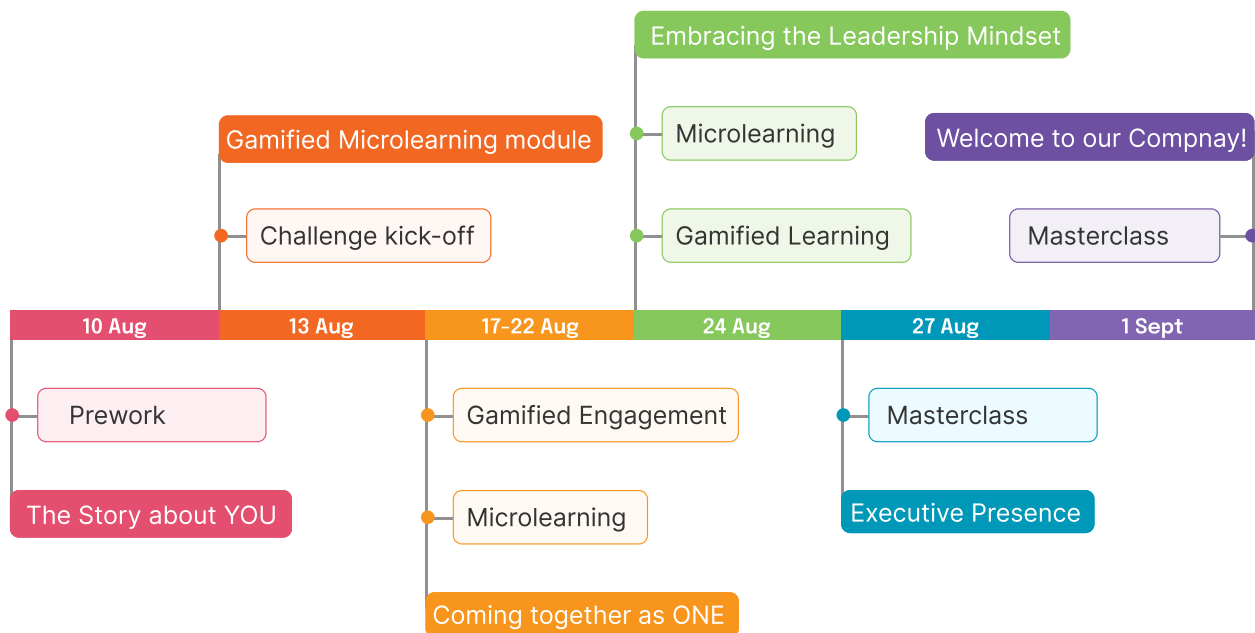 Embracing the Leadership Mindset
Gamified Microlearning module
Microlearning
Welcome to our Compnay!
Challenge kick-off
Gamified Learning
Masterclass
10 Aug
13 Aug
17-22 Aug
24 Aug
27 Aug
1 Sept
Prework
Gamified Engagement
Masterclass
The Story about YOU
Microlearning
Executive Presence
Coming together as ONE